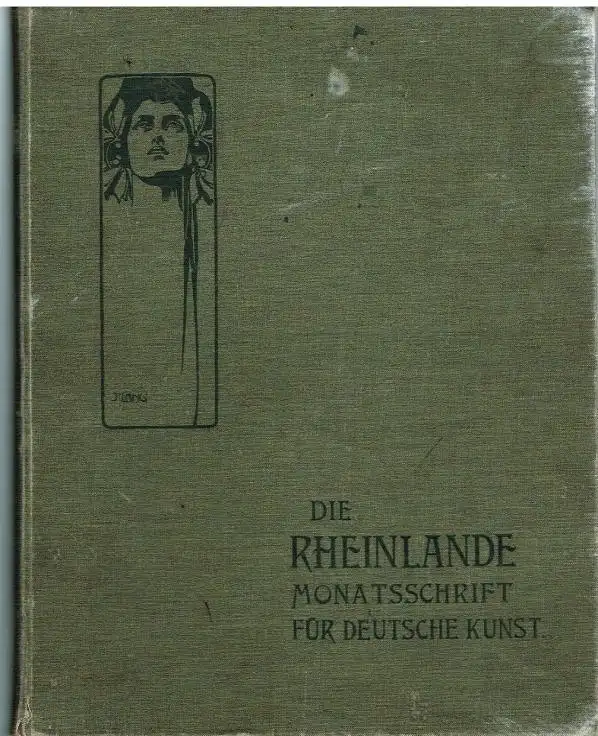 DIE
RHEINLANDE
MONATSSCHRIFT
FÜR DEUTSCHE KUNST.